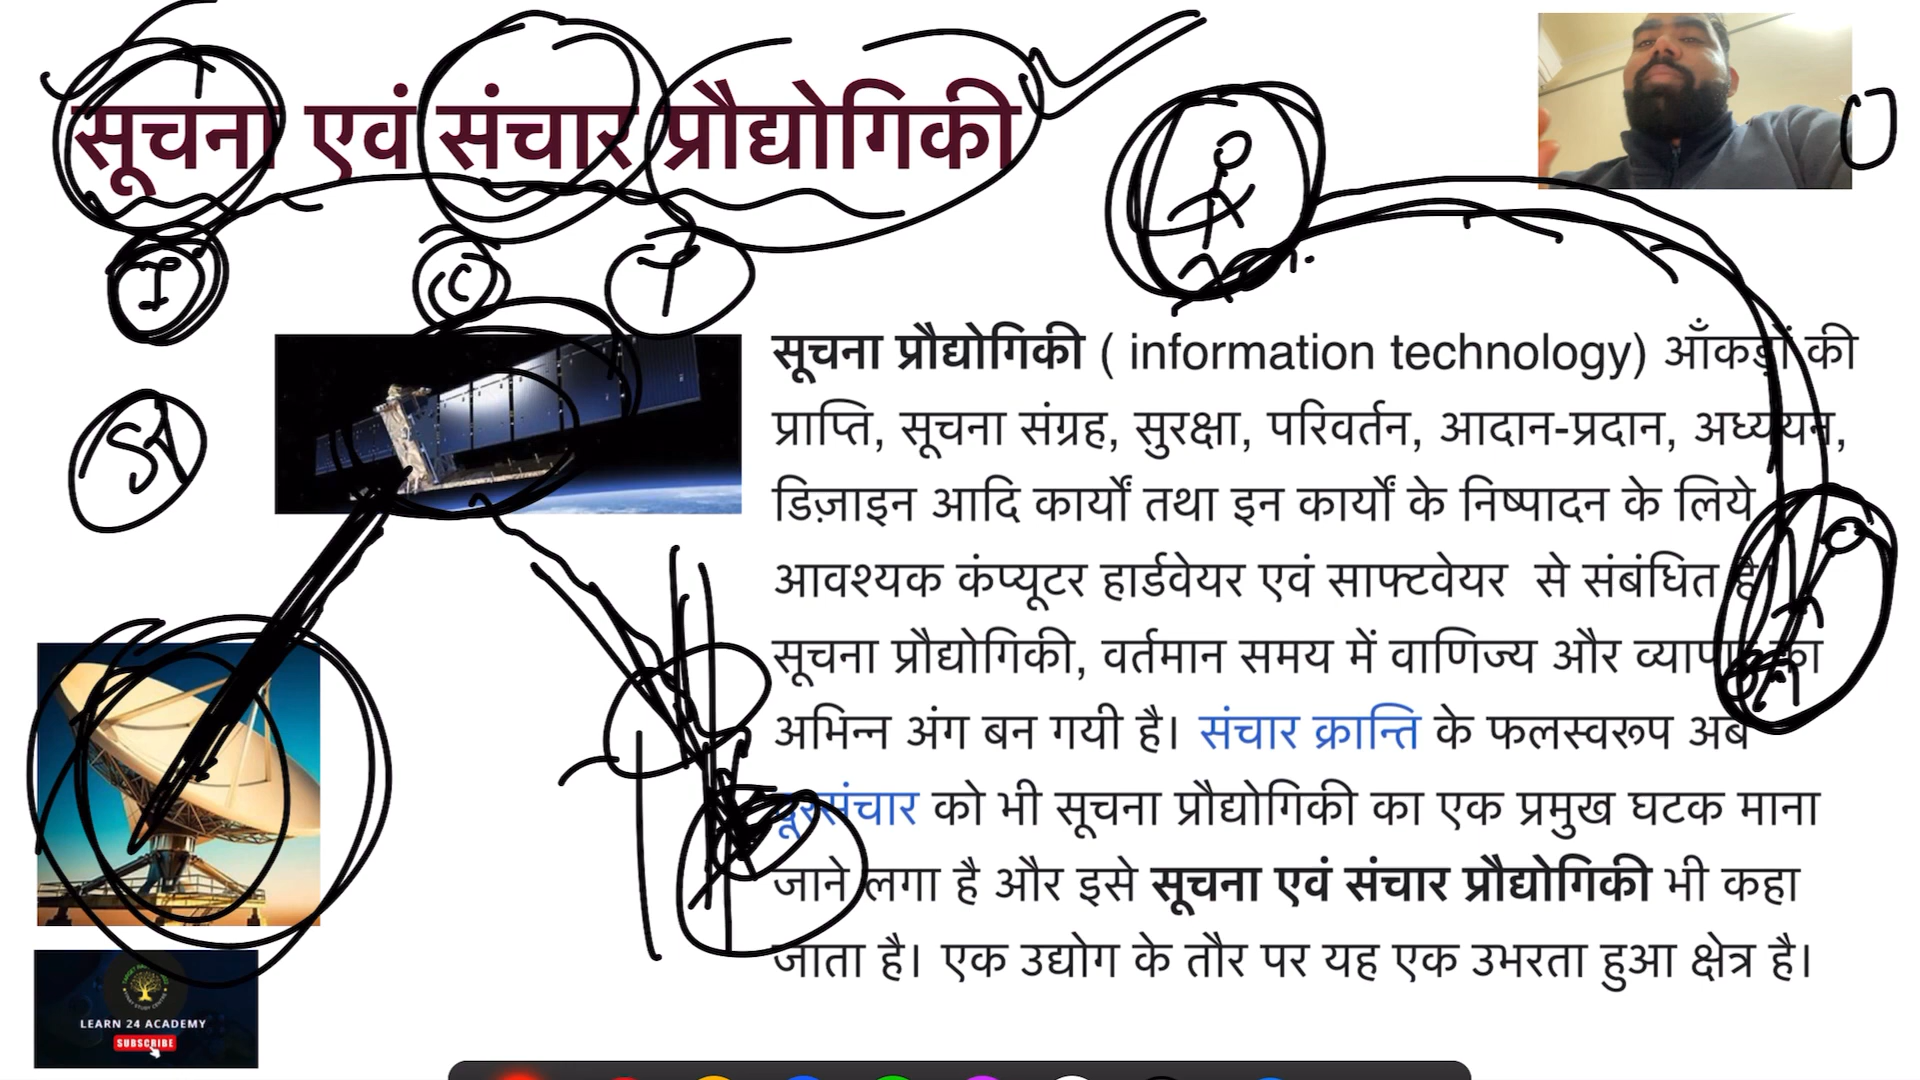 सूचना एवं संचार प्रौद्योगिकी
I C T
SA
सूचना प्रौद्योगिकी ( information technology) आँकड़ों की
प्राप्ति, सूचना संग्रह, सुरक्षा, परिवर्तन, आदान-प्रदान, अध्ययन,
डिज़ाइन आदि कार्यों तथा इन कार्यों के निष्पादन के लिये
आवश्यक कंप्यूटर हार्डवेयर एवं साफ्टवेयर से संबंधित है।
सूचना प्रौद्योगिकी, वर्तमान समय में वाणिज्य और व्यापार का
अभिन्न अंग बन गयी है। संचार क्रान्ति के फलस्वरूप अब
दूरसंचार को भी सूचना प्रौद्योगिकी का एक प्रमुख घटक माना
जाने लगा है और इसे सूचना एवं संचार प्रौद्योगिकी भी कहा
जाता है। एक उद्योग के तौर पर यह एक उभरता हुआ क्षेत्र है।
LEARN 24 ACADEMY
SUBSCRIBE